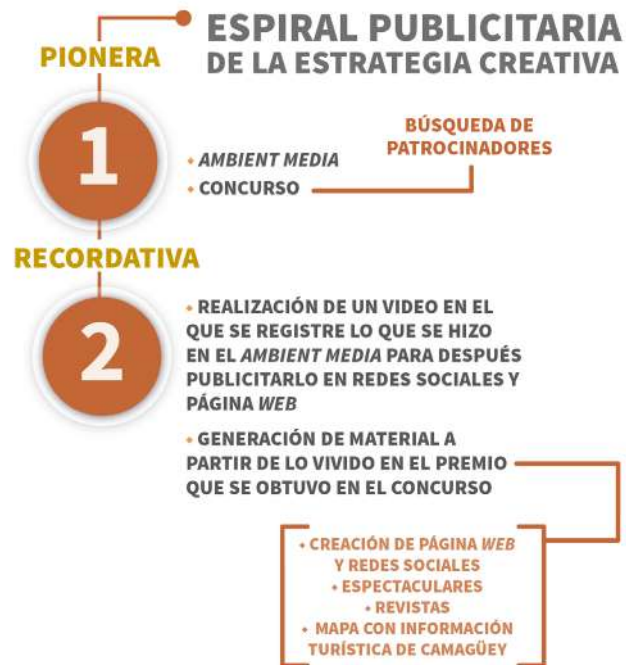 ESPIRAL PUBLICITARIA
DE LA ESTRATEGIA CREATIVA
PIONERA
1
• AMBIENT MEDIA
• CONCURSO
BÚSQUEDA DE
PATROCINADORES
RECORDATIVA
2
• REALIZACIÓN DE UN VIDEO EN EL
QUE SE REGISTRE LO QUE SE HIZO
EN EL AMBIENT MEDIA PARA DESPUÉS
PUBLICITARLO EN REDES SOCIALES Y
PÁGINA WEB
• GENERACIÓN DE MATERIAL A
PARTIR DE LO VIVIDO EN EL PREMIO
QUE SE OBTUVO EN EL CONCURSO
• CREACIÓN DE PÁGINA WEB
Y REDES SOCIALES
• ESPECTACULARES
• REVISTAS
• MAPA CON INFORMACIÓN
TURÍSTICA DE CAMAGÜEY